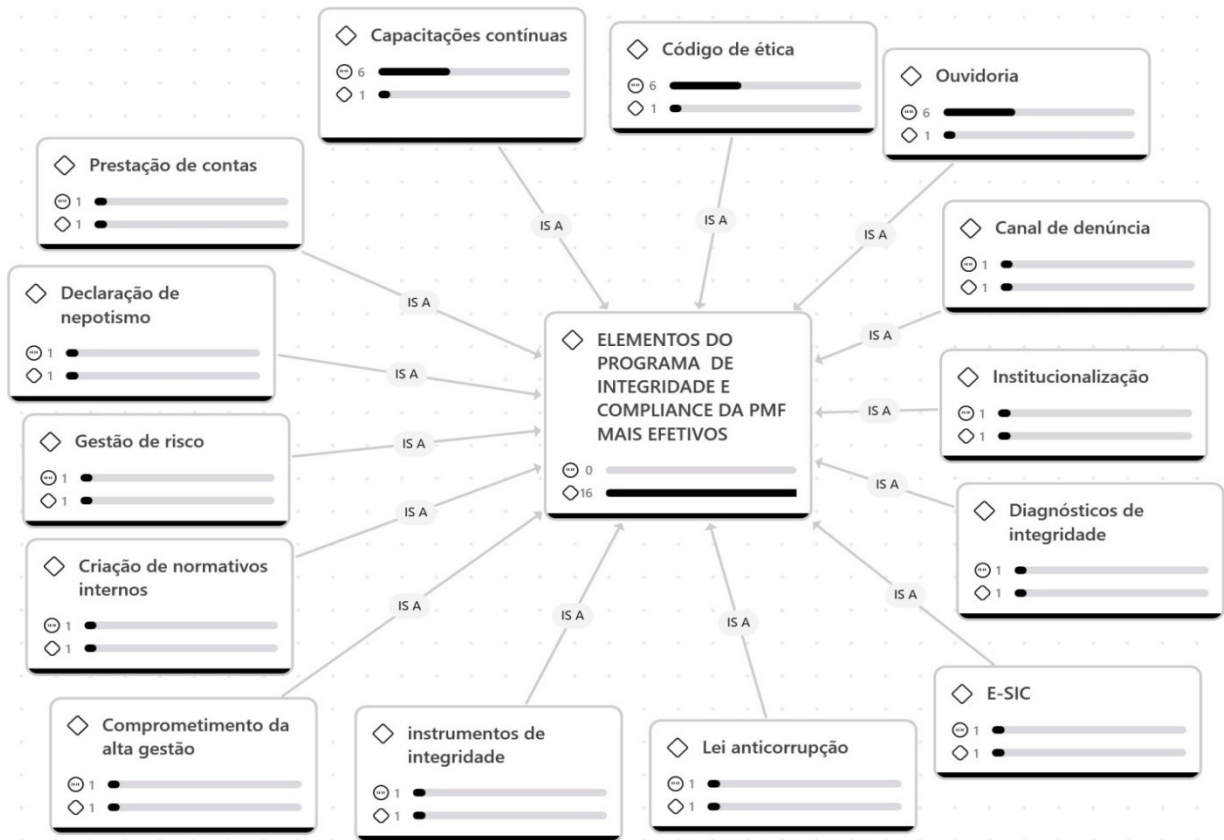 Capacitações contínuas
6
1
Código de ética
6
1
Ouvidoria
6
1
Prestação de contas
1
1
Canal de denúncia
1
1
Declaração de
nepotismo
1
1
ELEMENTOS DO
PROGRAMA DE
INTEGRIDADE E
COMPLIANCE DA PMF
MAIS EFETIVOS
0
16
Institucionalização
1
1
Gestão de risco
1
1
Diagnósticos de
integridade
1
1
Criação de normativos
internos
1
1
E-SIC
1
1
Comprometimento da
alta gestão
1
1
instrumentos de
integridade
1
1
Lei anticorrupção
1
1
IS A
IS A
IS A
IS A
IS A
IS A
IS A
IS A
IS A
IS A
IS A
IS A
IS A